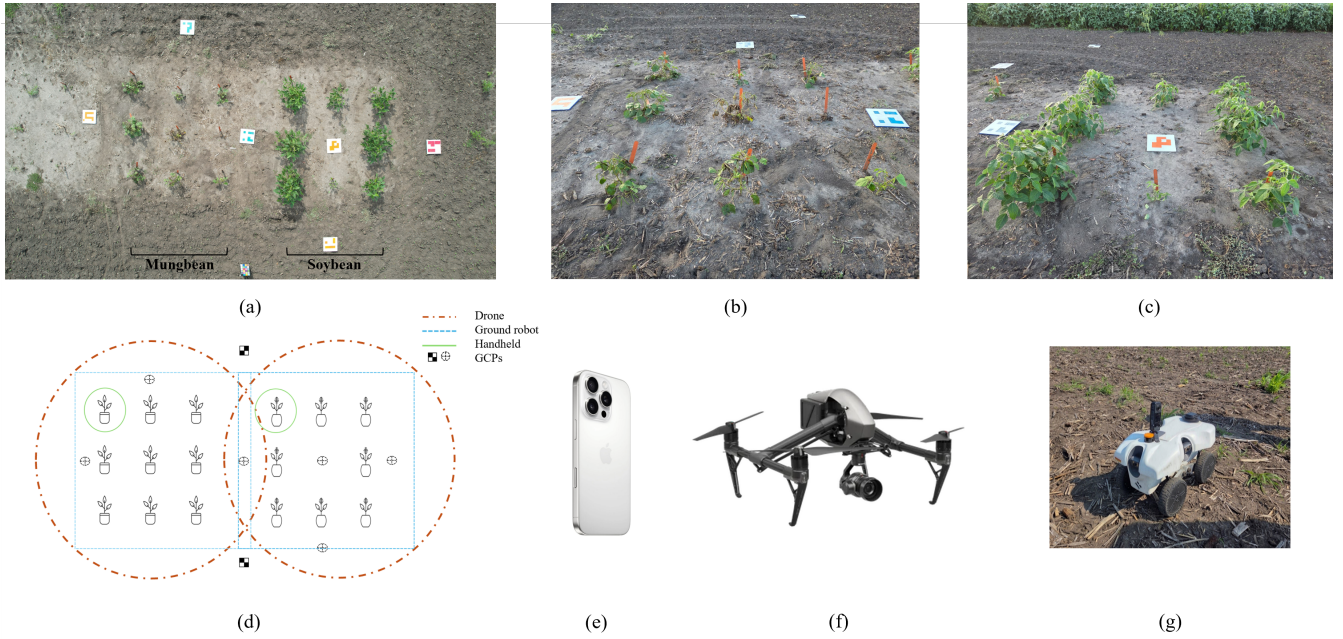 Mungbean
Soybean
(a)
(b)
(c)
Drone
Ground robot
Handheld
GCPs
(d)
(e)
(f)
(g)